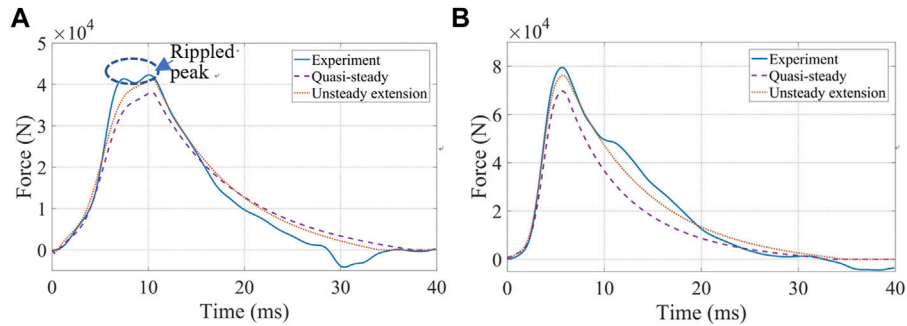 A
×10⁴
5
4
3
2
1
0
Force (N)
0
10
20
30
40
Time (ms)
Rippled
peak
Experiment
Quasi-steady
Unsteady extension
B
×10⁴
8
6
4
2
0
Force (N)
0
10
20
30
40
Time (ms)
Experiment
Quasi-steady
Unsteady extension